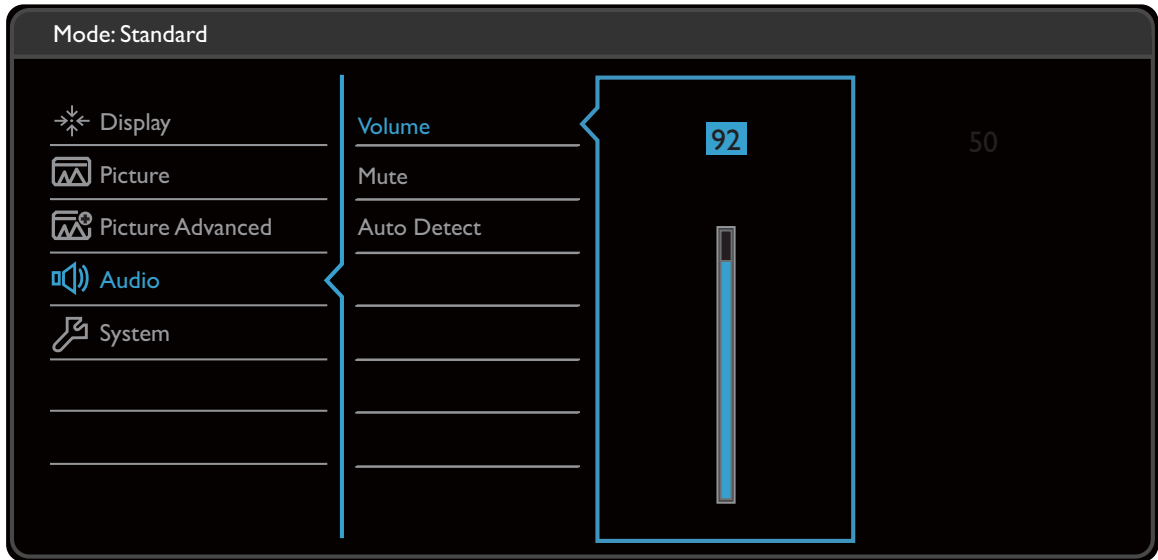 Mode: Standard
Display
Picture
Picture Advanced
Audio
System
Volume
Mute
Auto Detect
92
50